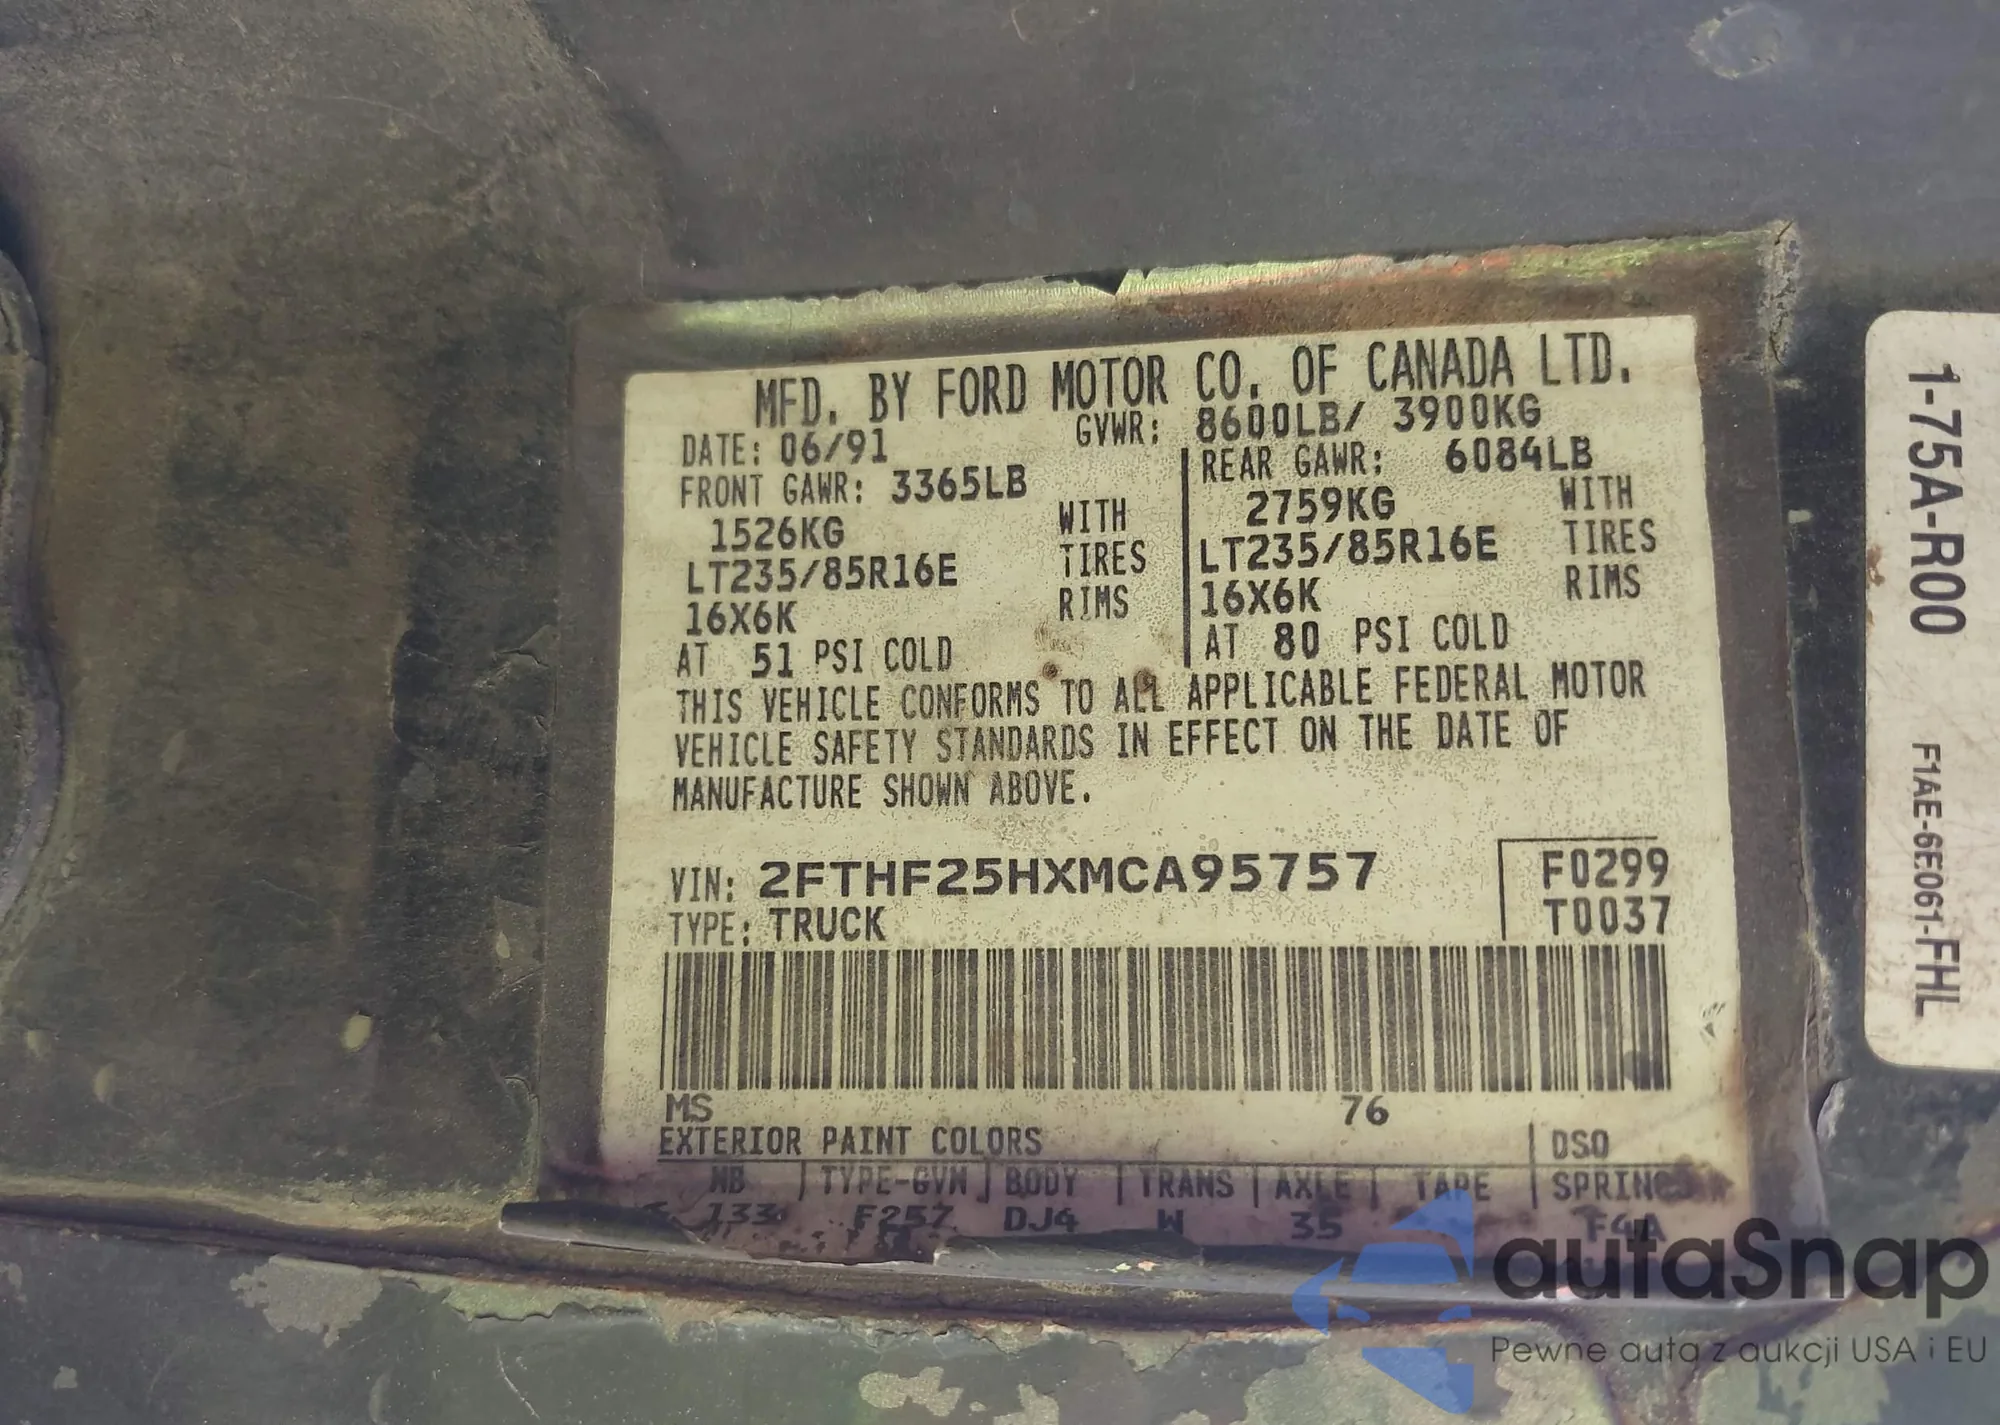 MFD. BY FORD MOTOR CO. OF CANADA LTD.
DATE: 06/91 GVWR: 8600LB/ 3900KG
FRONT GAWR: 3365LB REAR GAWR: 6084LB
1526KG WITH 2759KG WITH
LT235/85R16E TIRES LT235/85R16E TIRES
16X6K RIMS 16X6K RIMS
AT 51 PSI COLD AT 80 PSI COLD
THIS VEHICLE CONFORMS TO ALL APPLICABLE FEDERAL MOTOR
VEHICLE SAFETY STANDARDS IN EFFECT ON THE DATE OF
MANUFACTURE SHOWN ABOVE.
VIN: 2FTHF25HXMCA95757 F0299
TYPE: TRUCK T0037
MS 76
EXTERIOR PAINT COLORS DSO
WB TYPE-GVW BODY TRANS AXLE TAPE SPRINGS
133 F257 DJ4 W 35 F4A
1-75A-R00 F1AE-6E061-FHL
autaSnap
Pewne auta z aukcji USA i EU